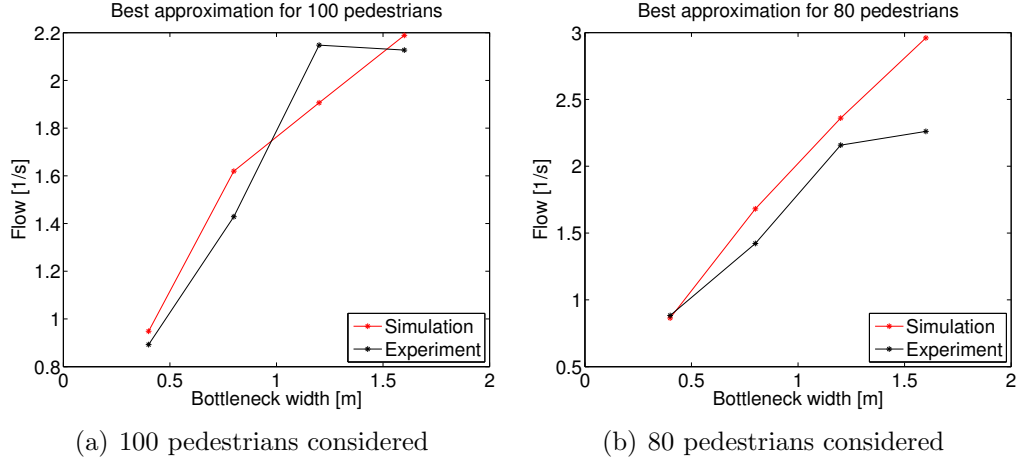 Best approximation for 100 pedestrians
2.2
2
1.8
1.6
1.4
1.2
1
0.8
Flow [1/s]
0
0.5
1
1.5
2
Bottleneck width [m]
Simulation
Experiment
(a) 100 pedestrians considered
Best approximation for 80 pedestrians
3
2.5
2
1.5
1
0.5
Flow [1/s]
0
0.5
1
1.5
2
Bottleneck width [m]
Simulation
Experiment
(b) 80 pedestrians considered